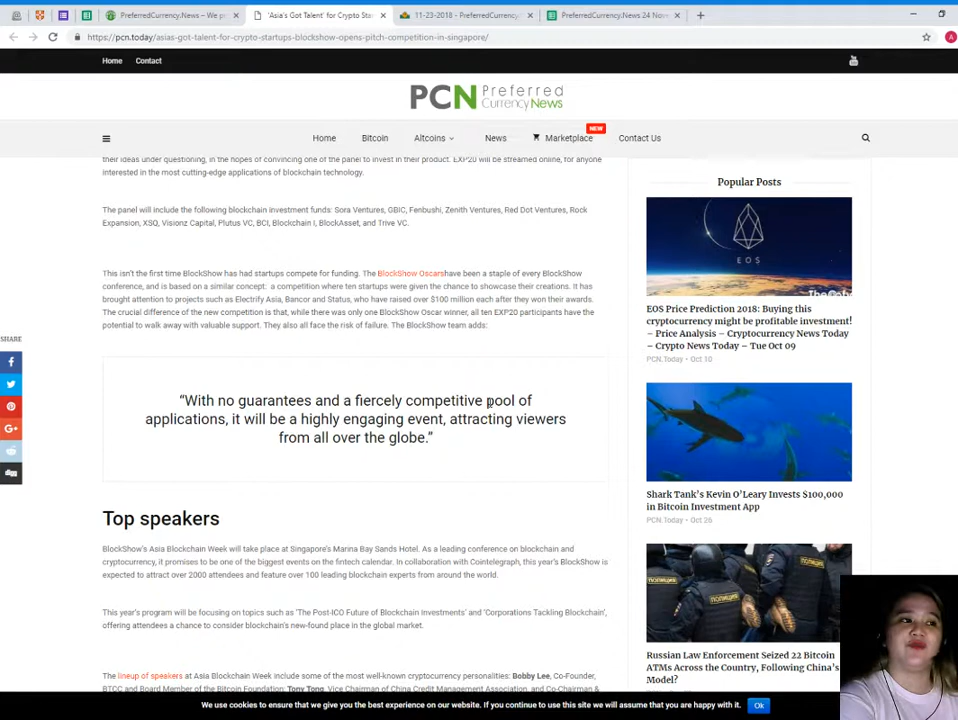 PreferredCurrency.News – We p
'Asia's Got Talent' for Crypto Star
11-23-2018 - PreferredCurrency.
PreferredCurrency.News 24 Nov
https://pcn.today/asias-got-talent-for-crypto-startups-blockshow-opens-pitch-competition-in-singapore/
Home
Contact
PCN Preferred
Currency News
Home
Bitcoin
Altcoins
News
Marketplace
NEW
Contact Us
their ideas under questioning, in the hopes of convincing one of the panel to invest in their product. EXP20 will be streamed online, for anyone
interested in the most cutting-edge applications of blockchain technology.
The panel will include the following blockchain investment funds: Sora Ventures, GBIC, Fenbushi, Zenith Ventures, Red Dot Ventures, Rock
Expansion, XSQ, Visionz Capital, Plutus VC, BCI, Blockchain I, BlockAsset, and Trive VC.
This isn't the first time BlockShow has had startups compete for funding. The BlockShow Oscarshave been a staple of every BlockShow
conference, and is based on a similar concept: a competition where ten startups were given the chance to showcase their creations. It has
brought attention to projects such as Electrify Asia, Bancor and Status, who have raised over $100 million each after they won their awards.
The crucial difference of the new competition is that, while there was only one BlockShow Oscar winner, all ten EXP20 participants have the
potential to walk away with valuable support. They also all face the risk of failure. The BlockShow team adds:
SHARE
"With no guarantees and a fiercely competitive pool of
applications, it will be a highly engaging event, attracting viewers
from all over the globe."
Top speakers
BlockShow's Asia Blockchain Week will take place at Singapore's Marina Bay Sands Hotel. As a leading conference on blockchain and
cryptocurrency, it promises to be one of the biggest events on the fintech calendar. In collaboration with Cointelegraph, this year's BlockShow is
expected to attract over 2000 attendees and feature over 100 leading blockchain experts from around the world.
This year's program will be focusing on topics such as 'The Post-ICO Future of Blockchain Investments' and 'Corporations Tackling Blockchain',
offering attendees a chance to consider blockchain's new-found place in the global market.
The lineup of speakers at Asia Blockchain Week include some of the most well-known cryptocurrency personalities: Bobby Lee, Co-Founder,
BTCC and Board Member of the Bitcoin Foundation; Tony Tong, Vice Chairman of China Credit Management Association, and Co-Chairman &
Popular Posts
EOS
EOS Price Prediction 2018: Buying this
cryptocurrency might be profitable investment!
– Price Analysis – Cryptocurrency News Today
– Crypto News Today – Tue Oct 09
PCN.Today • Oct 10
Shark Tank's Kevin O'Leary Invests $100,000
in Bitcoin Investment App
PCN.Today • Oct 26
ПОЛИЦИЯ
Russian Law Enforcement Seized 22 Bitcoin
ATMs Across the Country, Following China's
Model?
We use cookies to ensure that we give you the best experience on our website. If you continue to use this site we will assume that you are happy with it.
Ok